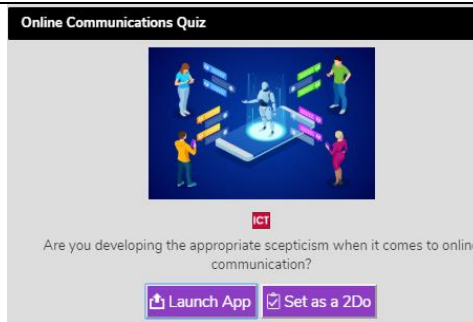 Online Communications Quiz
ICT
Are you developing the appropriate scepticism when it comes to online
communication?
Launch App
Set as a 2Do